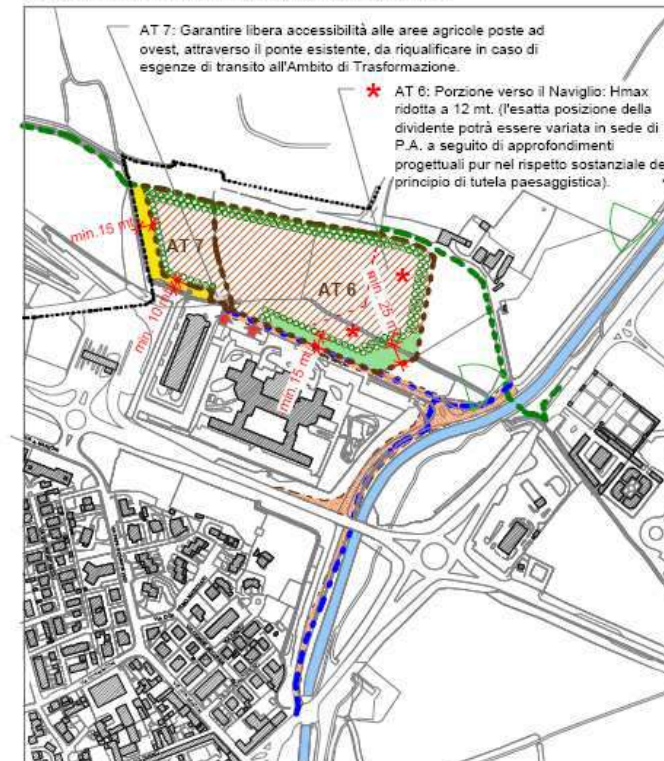 AT 7: Garantire libera accessibilità alle aree agricole poste ad
ovest, attraverso il ponte esistente, da riqualificare in caso di
esgenze di transito all'Ambito di Trasformazione.
* AT 6: Porzione verso il Naviglio: Hmax
ridotta a 12 mt. (l'esatta posizione della
dividente potrà essere variata in sede di
P.A. a seguito di approfondimenti
progettuali pur nel rispetto sostanziale de
principio di tutela paesaggistica).
min.15 mt
AT 7
AT 6
min. 25 mt
min. 10 mt
min. 15 mt